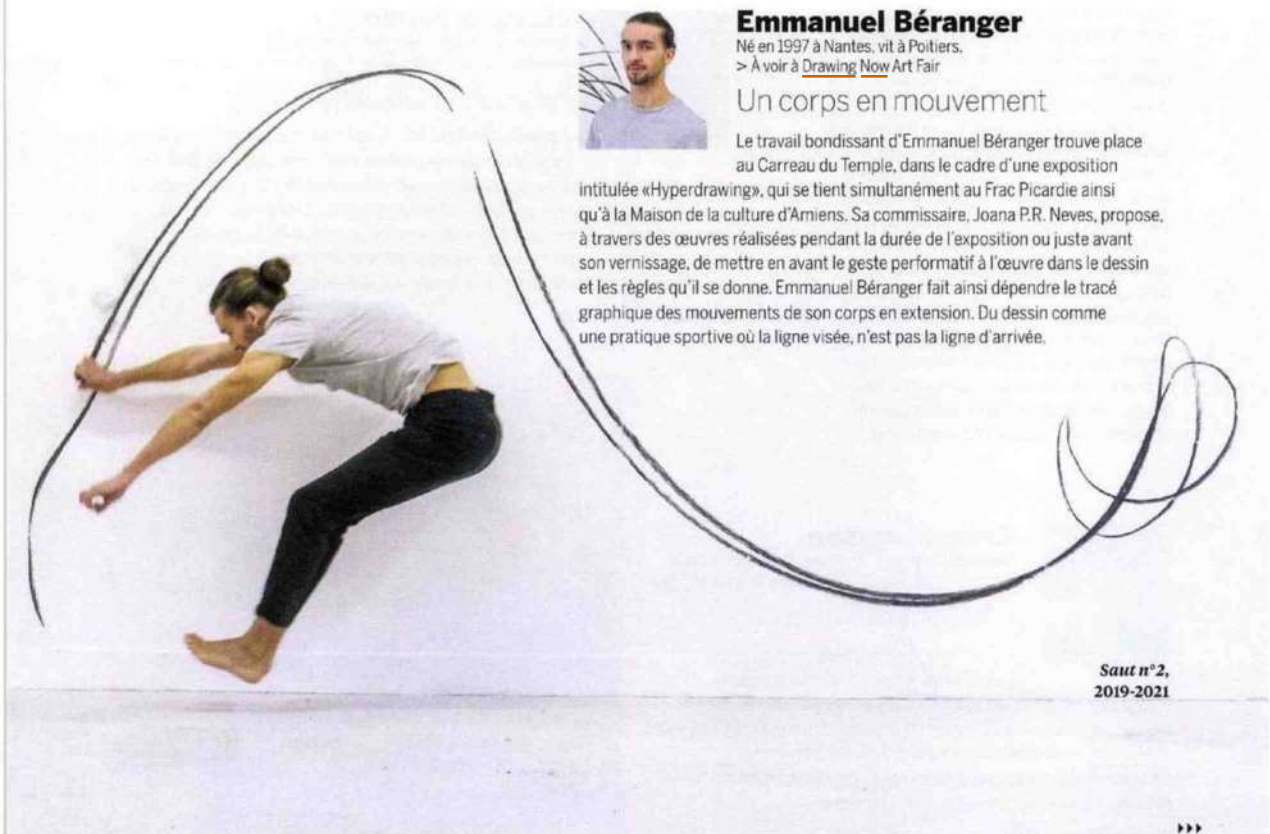 Emmanuel Béranger
Né en 1997 à Nantes, vit à Poitiers.
> À voir à Drawing Now Art Fair
Un corps en mouvement
Le travail bondissant d'Emmanuel Béranger trouve place
au Carreau du Temple, dans le cadre d'une exposition
intitulée «Hyperdrawing», qui se tient simultanément au Frac Picardie ainsi
qu'à la Maison de la culture d'Amiens. Sa commissaire, Joana P.R. Neves, propose,
à travers des œuvres réalisées pendant la durée de l'exposition ou juste avant
son vernissage, de mettre en avant le geste performatif à l'œuvre dans le dessin
et les règles qu'il se donne. Emmanuel Béranger fait ainsi dépendre le tracé
graphique des mouvements de son corps en extension. Du dessin comme
une pratique sportive où la ligne visée, n'est pas la ligne d'arrivée.
Saut n°2,
2019-2021